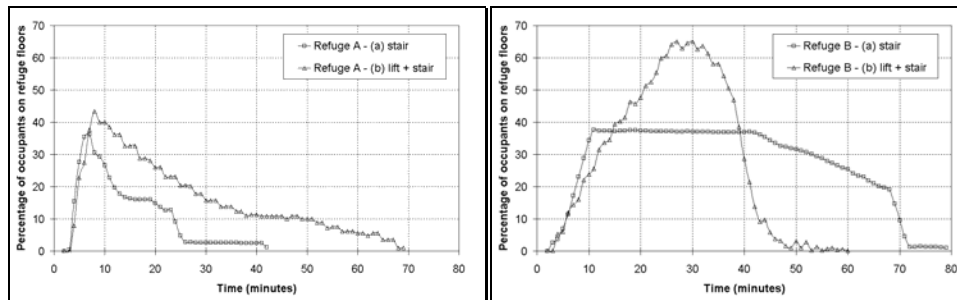 Percentage of occupants on refuge floors
70
60
50
40
30
20
10
0
Refuge A - (a) stair
Refuge A - (b) lift + stair
0 10 20 30 40 50 60 70 80
Time (minutes)
Percentage of occupants on refuge floors
70
60
50
40
30
20
10
0
Refuge B - (a) stair
Refuge B - (b) lift + stair
0 10 20 30 40 50 60 70 80
Time (minutes)